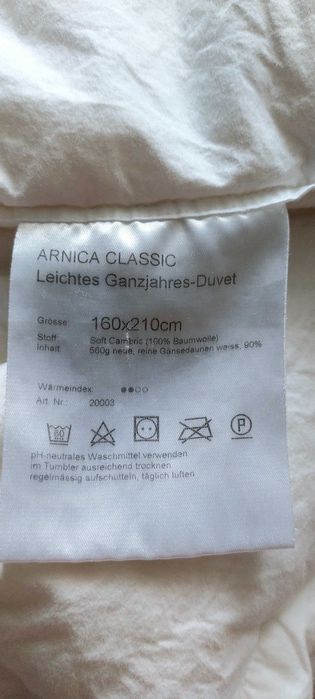 ARNICA CLASSIC
Leichtes Ganzjahres-Duvet
Grösse: 160x210cm
Stoff: Soft Cambric (100% Baumwolle)
Inhalt: 560g neue, reine Gänsedaunen weiss, 90%
Wärmeindex:
Art. Nr.: 20003
60 P
pH-neutrales Waschmittel verwenden
im Tumbler ausreichend trocknen
regelmässig aufschütteln, täglich lüften